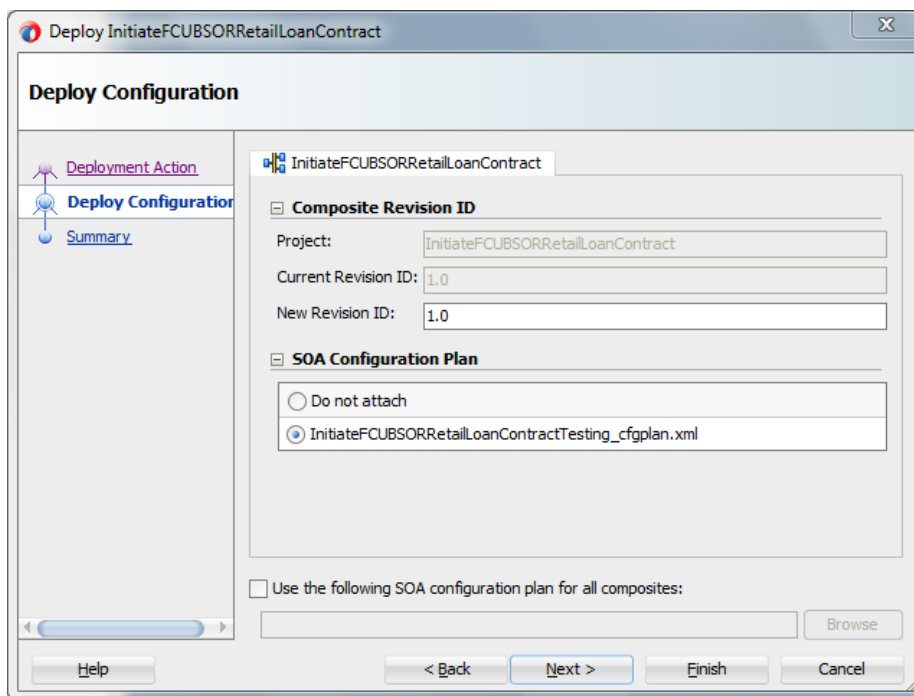 Deploy InitiateFCUBSORRetailLoanContract
Deploy Configuration
Deployment Action
Deploy Configuration
Summary
InitiateFCUBSORRetailLoanContract
Composite Revision ID
Project: InitiateFCUBSORRetailLoanContract
Current Revision ID: 1.0
New Revision ID: 1.0
SOA Configuration Plan
Do not attach
InitiateFCUBSORRetailLoanContractTesting_cfgplan.xml
Use the following SOA configuration plan for all composites:
Browse
Help < Back Next > Finish Cancel